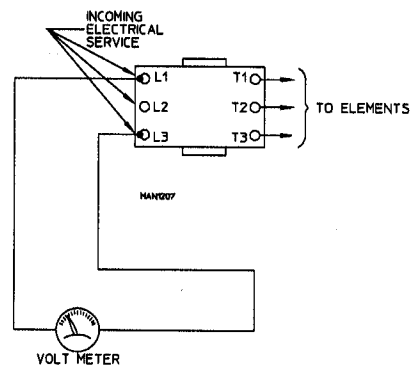 INCOMING
ELECTRICAL
SERVICE
L1 T1
L2 T2 TO ELEMENTS
L3 T3
MAN1207
VOLT METER